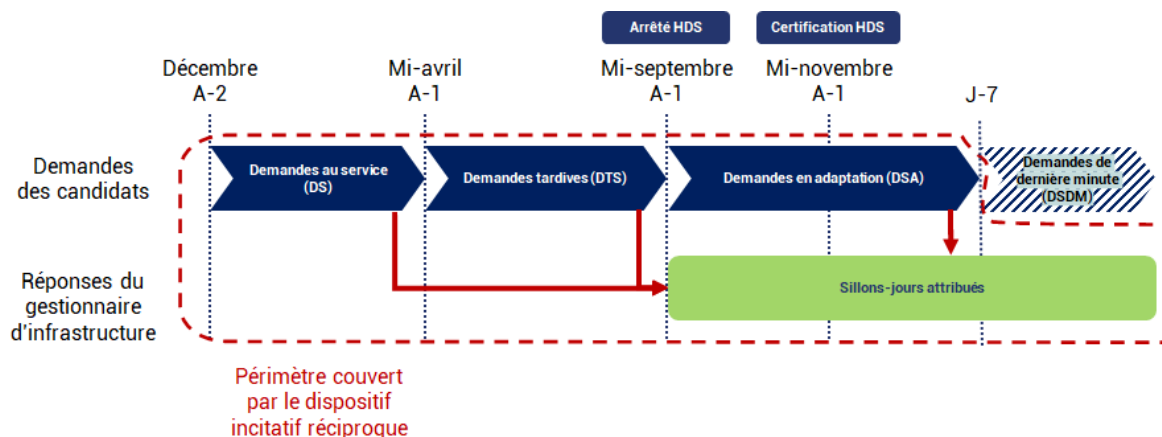 Arrêté HDS
Certification HDS
Décembre
A-2
Mi-avril
A-1
Mi-septembre
A-1
Mi-novembre
A-1
J-7
Demandes
des candidats
Demandes au service
(DS)
Demandes tardives (DTS)
Demandes en adaptation (DSA)
Demandes de
dernière minute
(DSDM)
Réponses du
gestionnaire
d'infrastructure
Sillons-jours attribués
Périmètre couvert
par le dispositif
incitatif réciproque